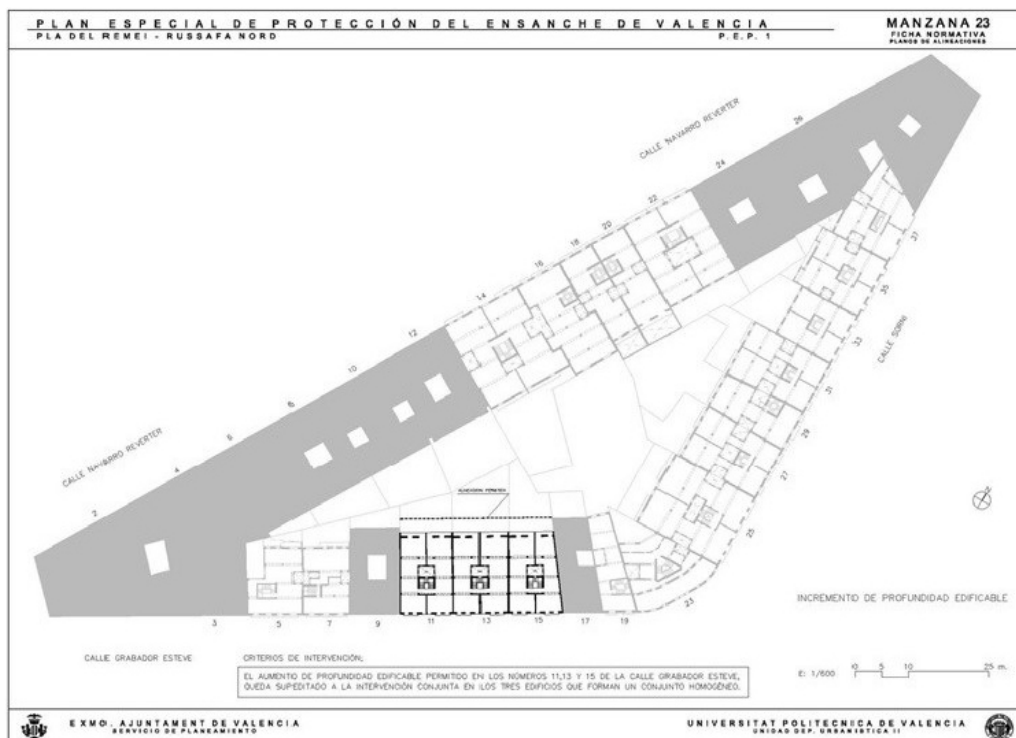 PLAN ESPECIAL DE PROTECCIÓN DEL ENSANCHE DE VALENCIA
PLA DEL REMEI - RUSSAFA NORD
P.E.P. 1
MANZANA 23
FICHA NORMATIVA
PLANOS DE ALINEACIONES
CALLE NAVARRO REVERTER
26
24
22
20
18
16
14
12
10
8
6
4
2
CALLE NAVARRO REVERTER
37
35
33
CALLE SORNI
31
29
27
25
23
ALINEACION PERMITIDA
3
5
7
9
11
13
15
17
19
N
INCREMENTO DE PROFUNDIDAD EDIFICABLE
CALLE GRABADOR ESTEVE
CRITERIOS DE INTERVENCIÓN:
EL AUMENTO DE PROFUNDIDAD EDIFICABLE PERMITIDO EN LOS NÚMEROS 11,13 Y 15 DE LA CALLE GRABADOR ESTEVE,
QUEDA SUPEDITADO A LA INTERVENCIÓN CONJUNTA EN LOS TRES EDIFICIOS QUE FORMAN UN CONJUNTO HOMOGÉNEO.
E: 1/600
0 5 10 25 m.
EXMO. AJUNTAMENT DE VALENCIA
SERVICIO DE PLANEAMIENTO
UNIVERSITAT POLITECNICA DE VALENCIA
UNIDAD DEP. URBANISTICA II